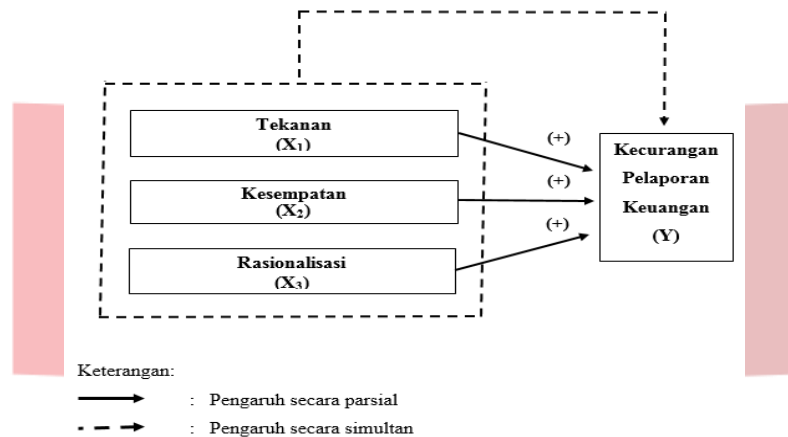 Tekanan
(X₁)
(+)
Kecurangan
Pelaporan
Keuangan
(Y)
Kesempatan
(X₂)
(+)
Rasionalisasi
(X₃)
(+)
Keterangan:
: Pengaruh secara parsial
: Pengaruh secara simultan